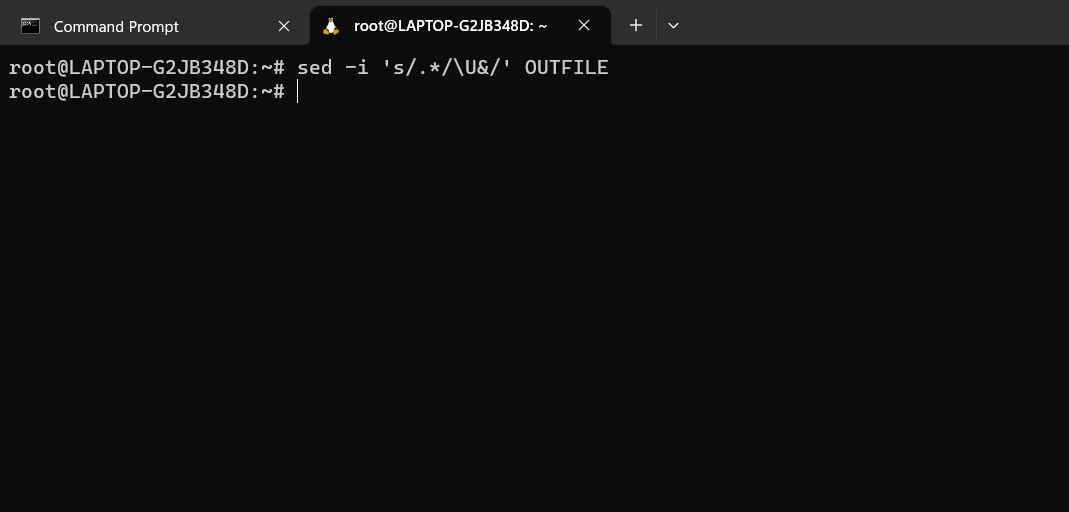 Command Prompt
root@LAPTOP-G2JB348D: ~
root@LAPTOP-G2JB348D:~# sed -i 's/.*/\U&/' OUTFILE
root@LAPTOP-G2JB348D:~#